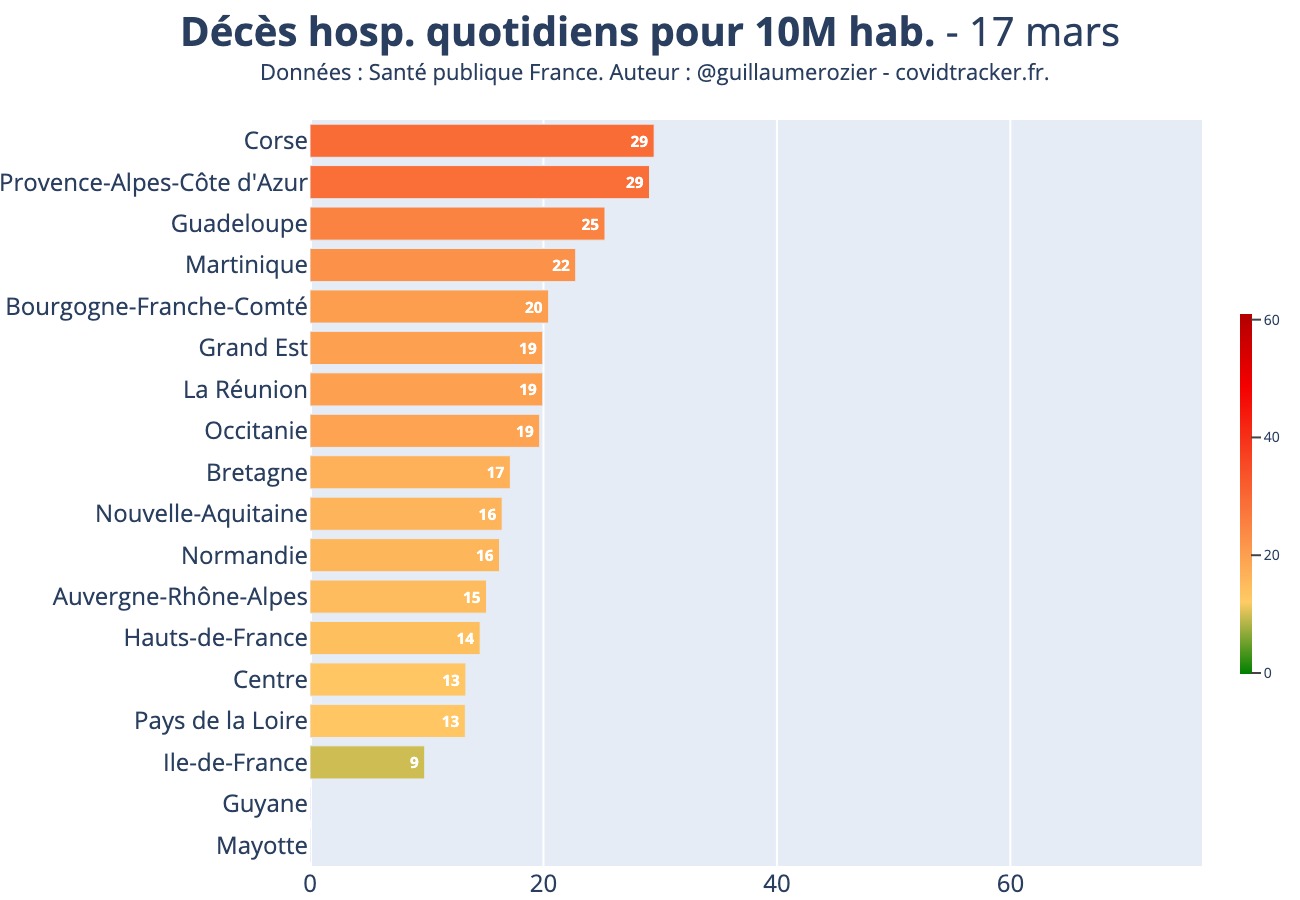 Décès hosp. quotidiens pour 10M hab. - 17 mars
Données : Santé publique France. Auteur : @guillaumerozier - covidtracker.fr.
Corse 29
Provence-Alpes-Côte d'Azur 29
Guadeloupe 25
Martinique 22
Bourgogne-Franche-Comté 20
Grand Est 19
La Réunion 19
Occitanie 19
Bretagne 17
Nouvelle-Aquitaine 16
Normandie 16
Auvergne-Rhône-Alpes 15
Hauts-de-France 14
Centre 13
Pays de la Loire 13
Ile-de-France 9
Guyane
Mayotte
0 20 40 60
60
40
20
0